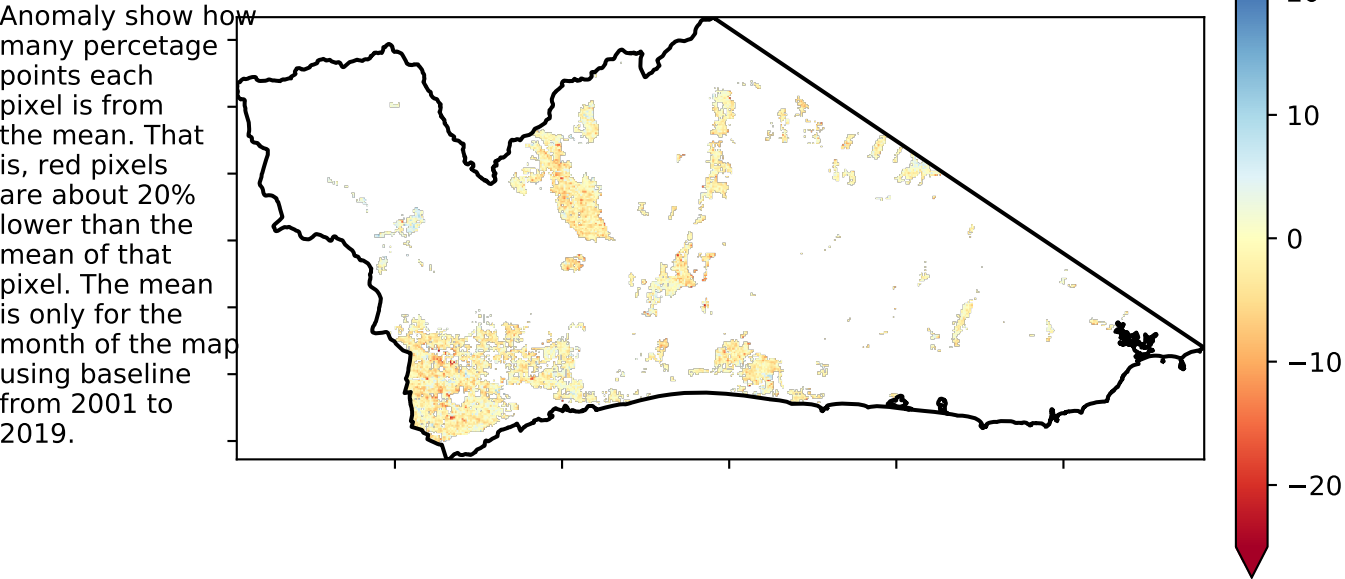 Anomaly show how
many percetage
points each
pixel is from
the mean. That
is, red pixels
are about 20%
lower than the
mean of that
pixel. The mean
is only for the
month of the map
using baseline
from 2001 to
2019.
10
0
−10
−20